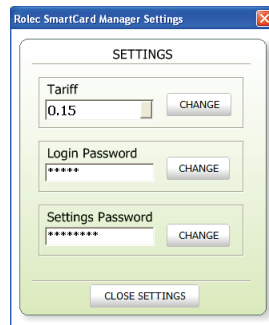 Rolec SmartCard Manager Settings
SETTINGS
Tariff
0.15
CHANGE
Login Password
*****
CHANGE
Settings Password
********
CHANGE
CLOSE SETTINGS